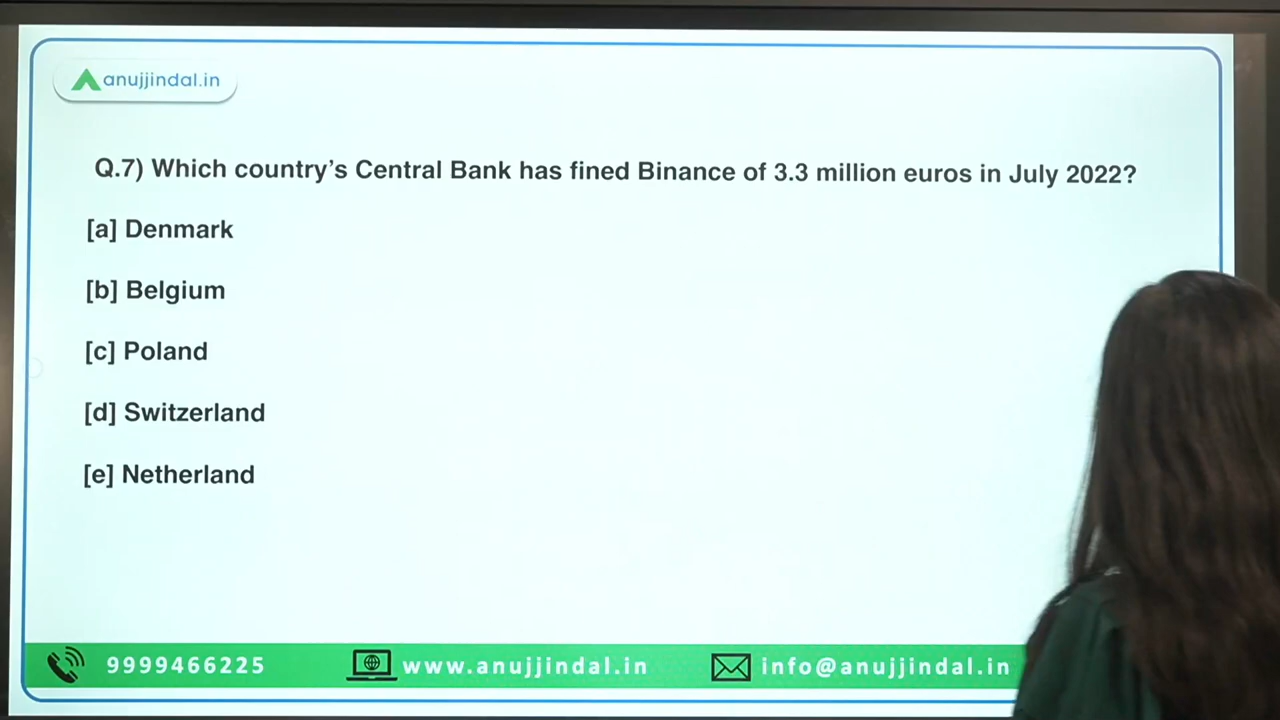 anujjindal.in
Q.7) Which country’s Central Bank has fined Binance of 3.3 million euros in July 2022?
[a] Denmark
[b] Belgium
[c] Poland
[d] Switzerland
[e] Netherland
9999466225 www.anujjindal.in info@anujjindal.in